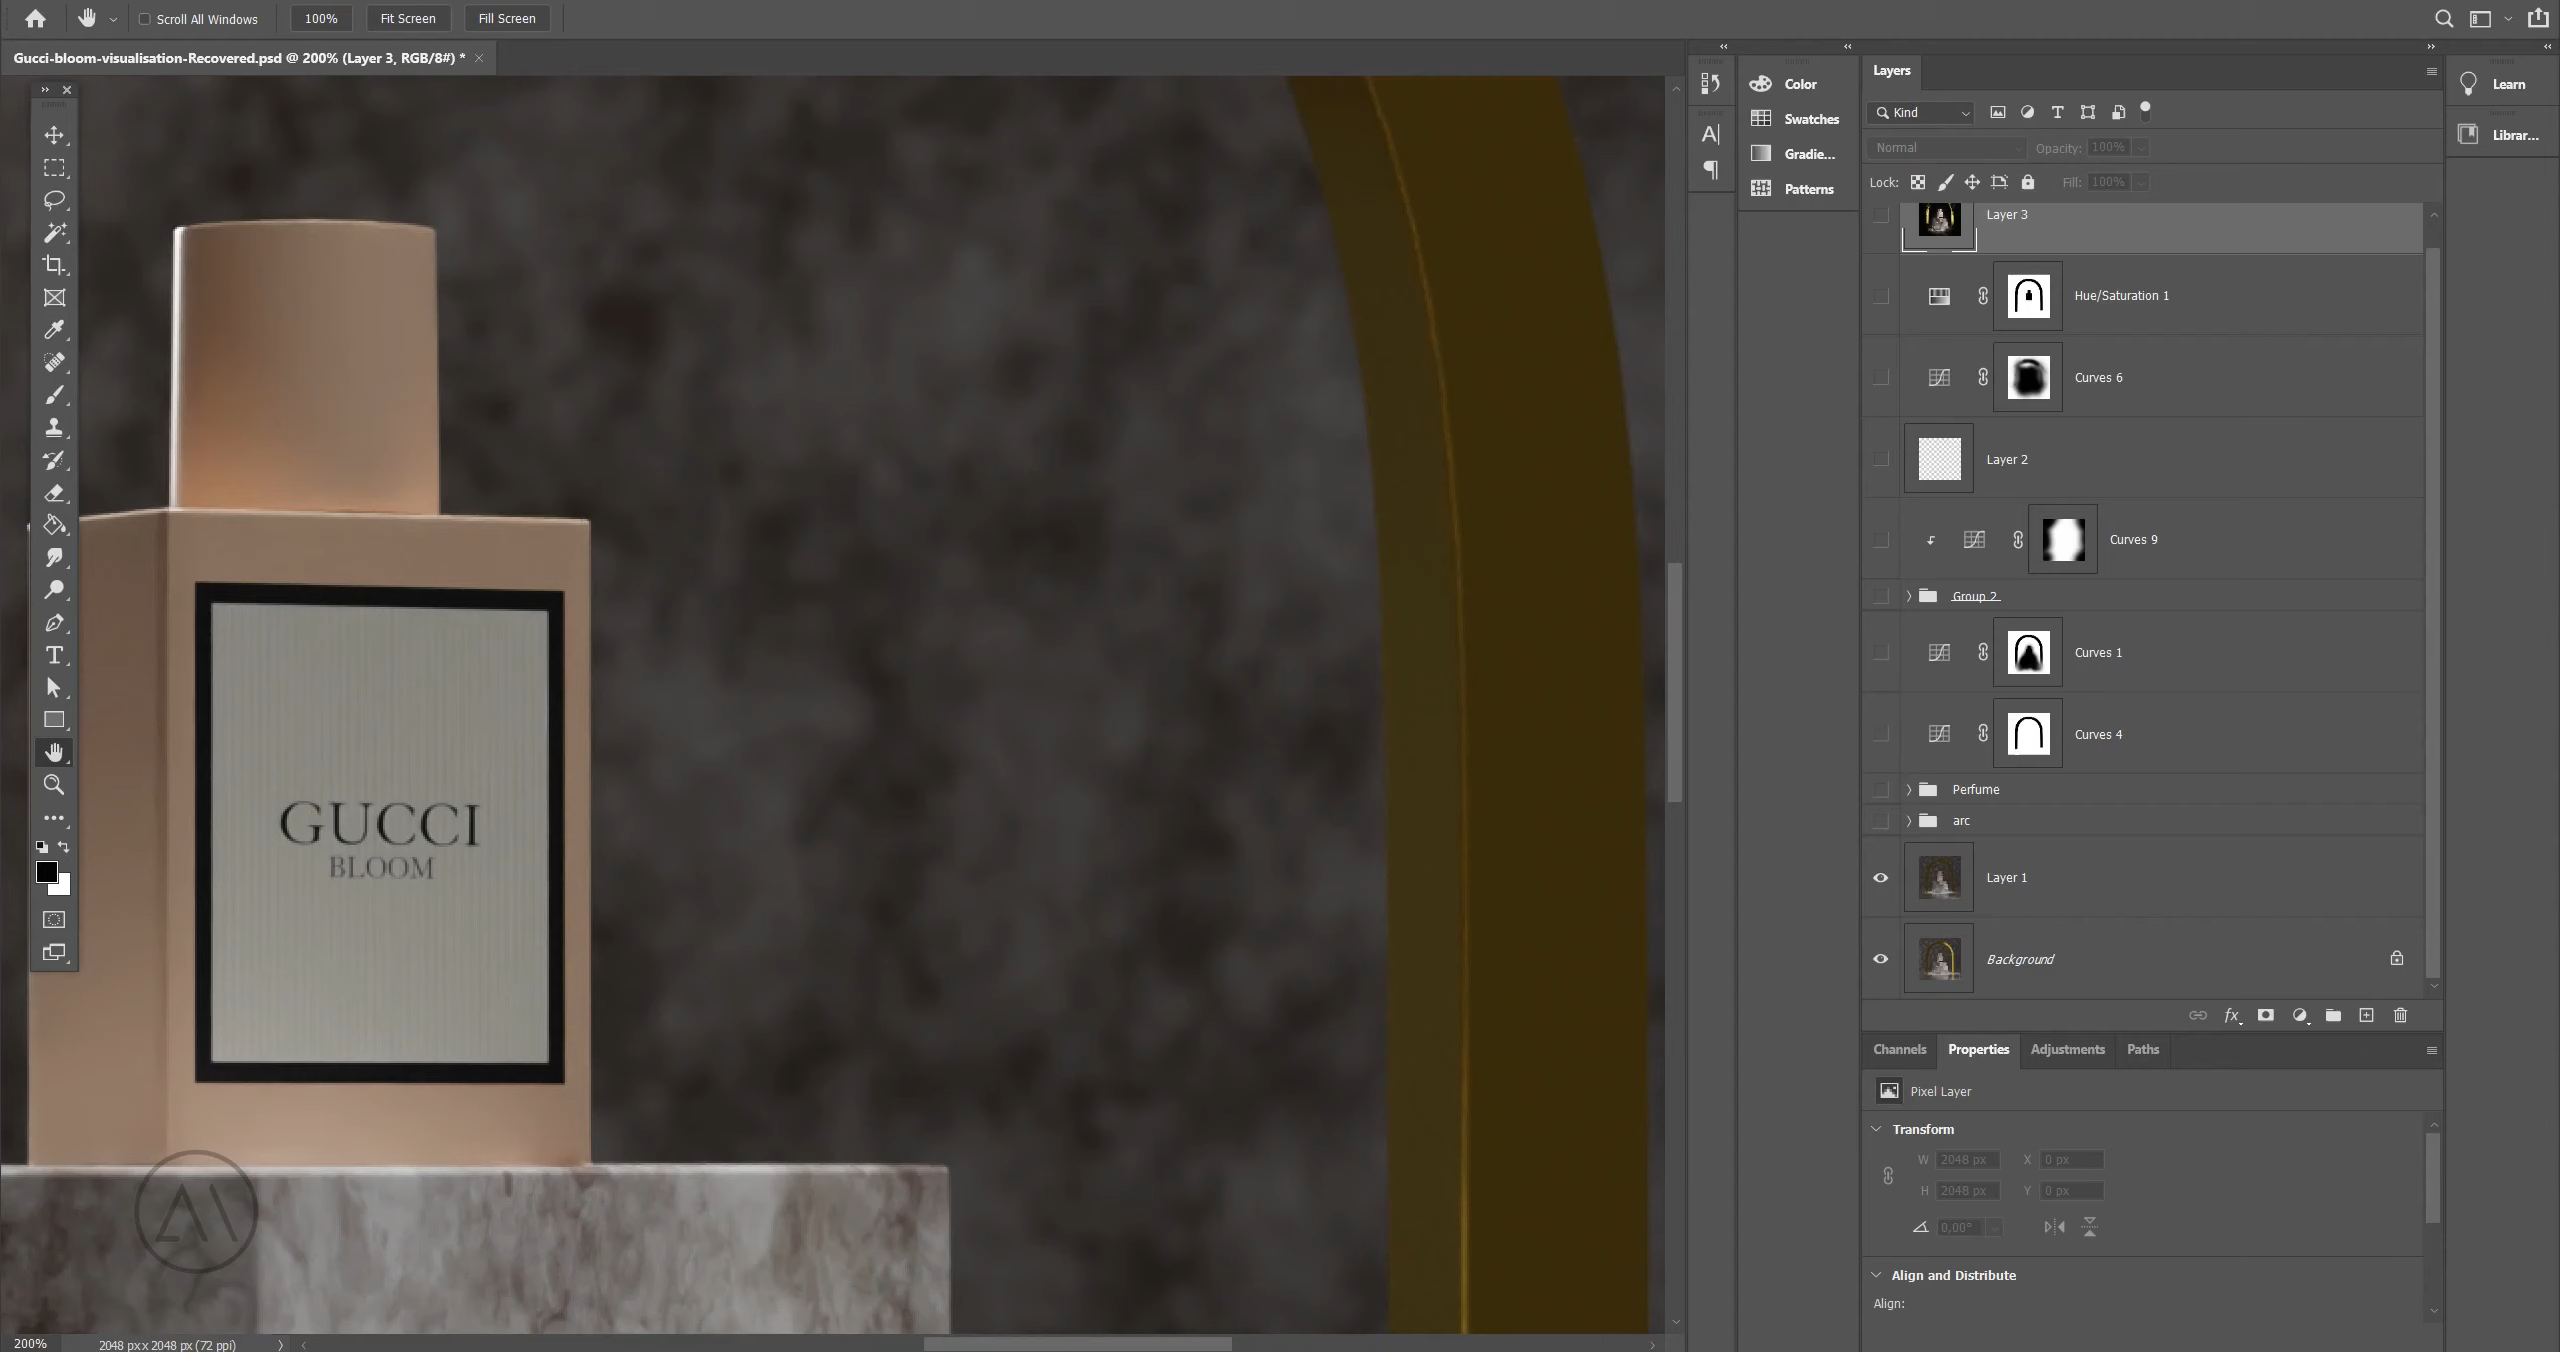 Scroll All Windows
100%
Fit Screen
Fill Screen
Gucci-bloom-visualisation-Recovered.psd @ 200% (Layer 3, RGB/8#) *
GUCCI
BLOOM
200%
2048 px x 2048 px (72 ppi)
Color
Swatches
Gradie...
Patterns
Layers
Kind
Normal
Opacity: 100%
Lock:
Fill: 100%
Layer 3
Hue/Saturation 1
Curves 6
Layer 2
Curves 9
Group 2
Curves 1
Curves 4
Perfume
arc
Layer 1
Background
fx
Channels
Properties
Adjustments
Paths
Pixel Layer
Transform
W 2048 px X 0 px
H 2048 px Y 0 px
0,00°
Align and Distribute
Align:
Learn
Librar...